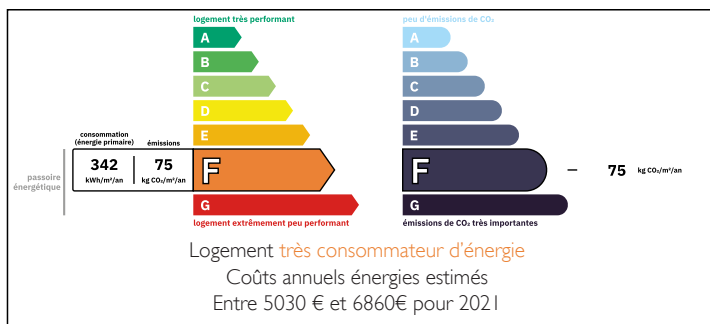 logement très performant
A
B
C
D
E
consommation
(énergie primaire)
émissions
342
kWh/m²/an
75
kg CO₂/m²/an
F
passoire
énergétique
G
logement extrêmement peu performant
peu d'émissions de CO₂
A
B
C
D
E
F
75 kg CO₂/m²/an
G
émissions de CO₂ très importantes
Logement très consommateur d'énergie
Coûts annuels énergies estimés
Entre 5030 € et 6860€ pour 2021